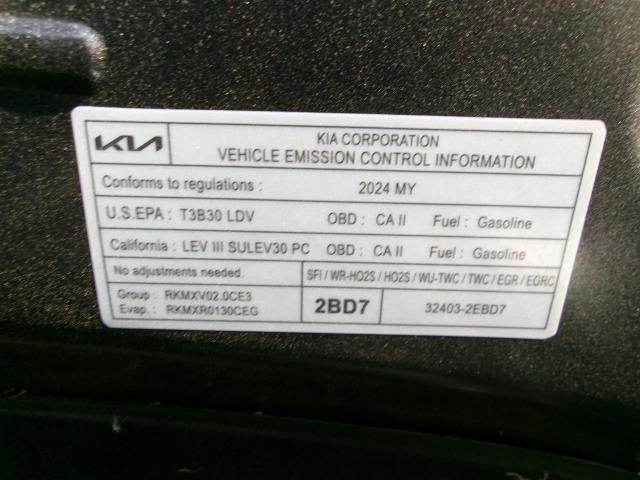 KIA KIA CORPORATION
VEHICLE EMISSION CONTROL INFORMATION
Conforms to regulations : 2024 MY
U.S.EPA : T3B30 LDV OBD : CA II Fuel : Gasoline
California : LEV III SULEV30 PC OBD : CA II Fuel : Gasoline
No adjustments needed. SFI / WR-HO2S / HO2S / WU-TWC / TWC / EGR / EGRC
Group : RKMXV02.0CE3 2BD7 32403-2EBD7
Evap. : RKMXR0130CEG